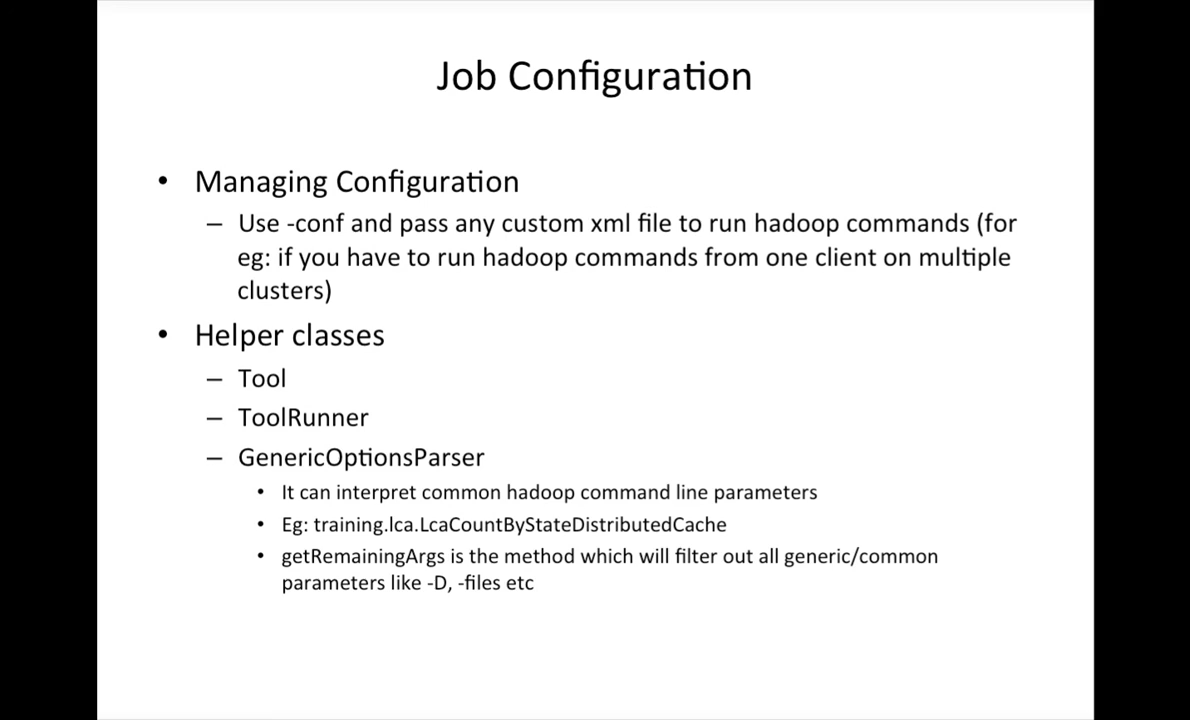 Job Configuration
• Managing Configuration
– Use -conf and pass any custom xml file to run hadoop commands (for
eg: if you have to run hadoop commands from one client on multiple
clusters)
• Helper classes
– Tool
– ToolRunner
– GenericOptionsParser
• It can interpret common hadoop command line parameters
• Eg: training.lca.LcaCountByStateDistributedCache
• getRemainingArgs is the method which will filter out all generic/common
parameters like -D, -files etc